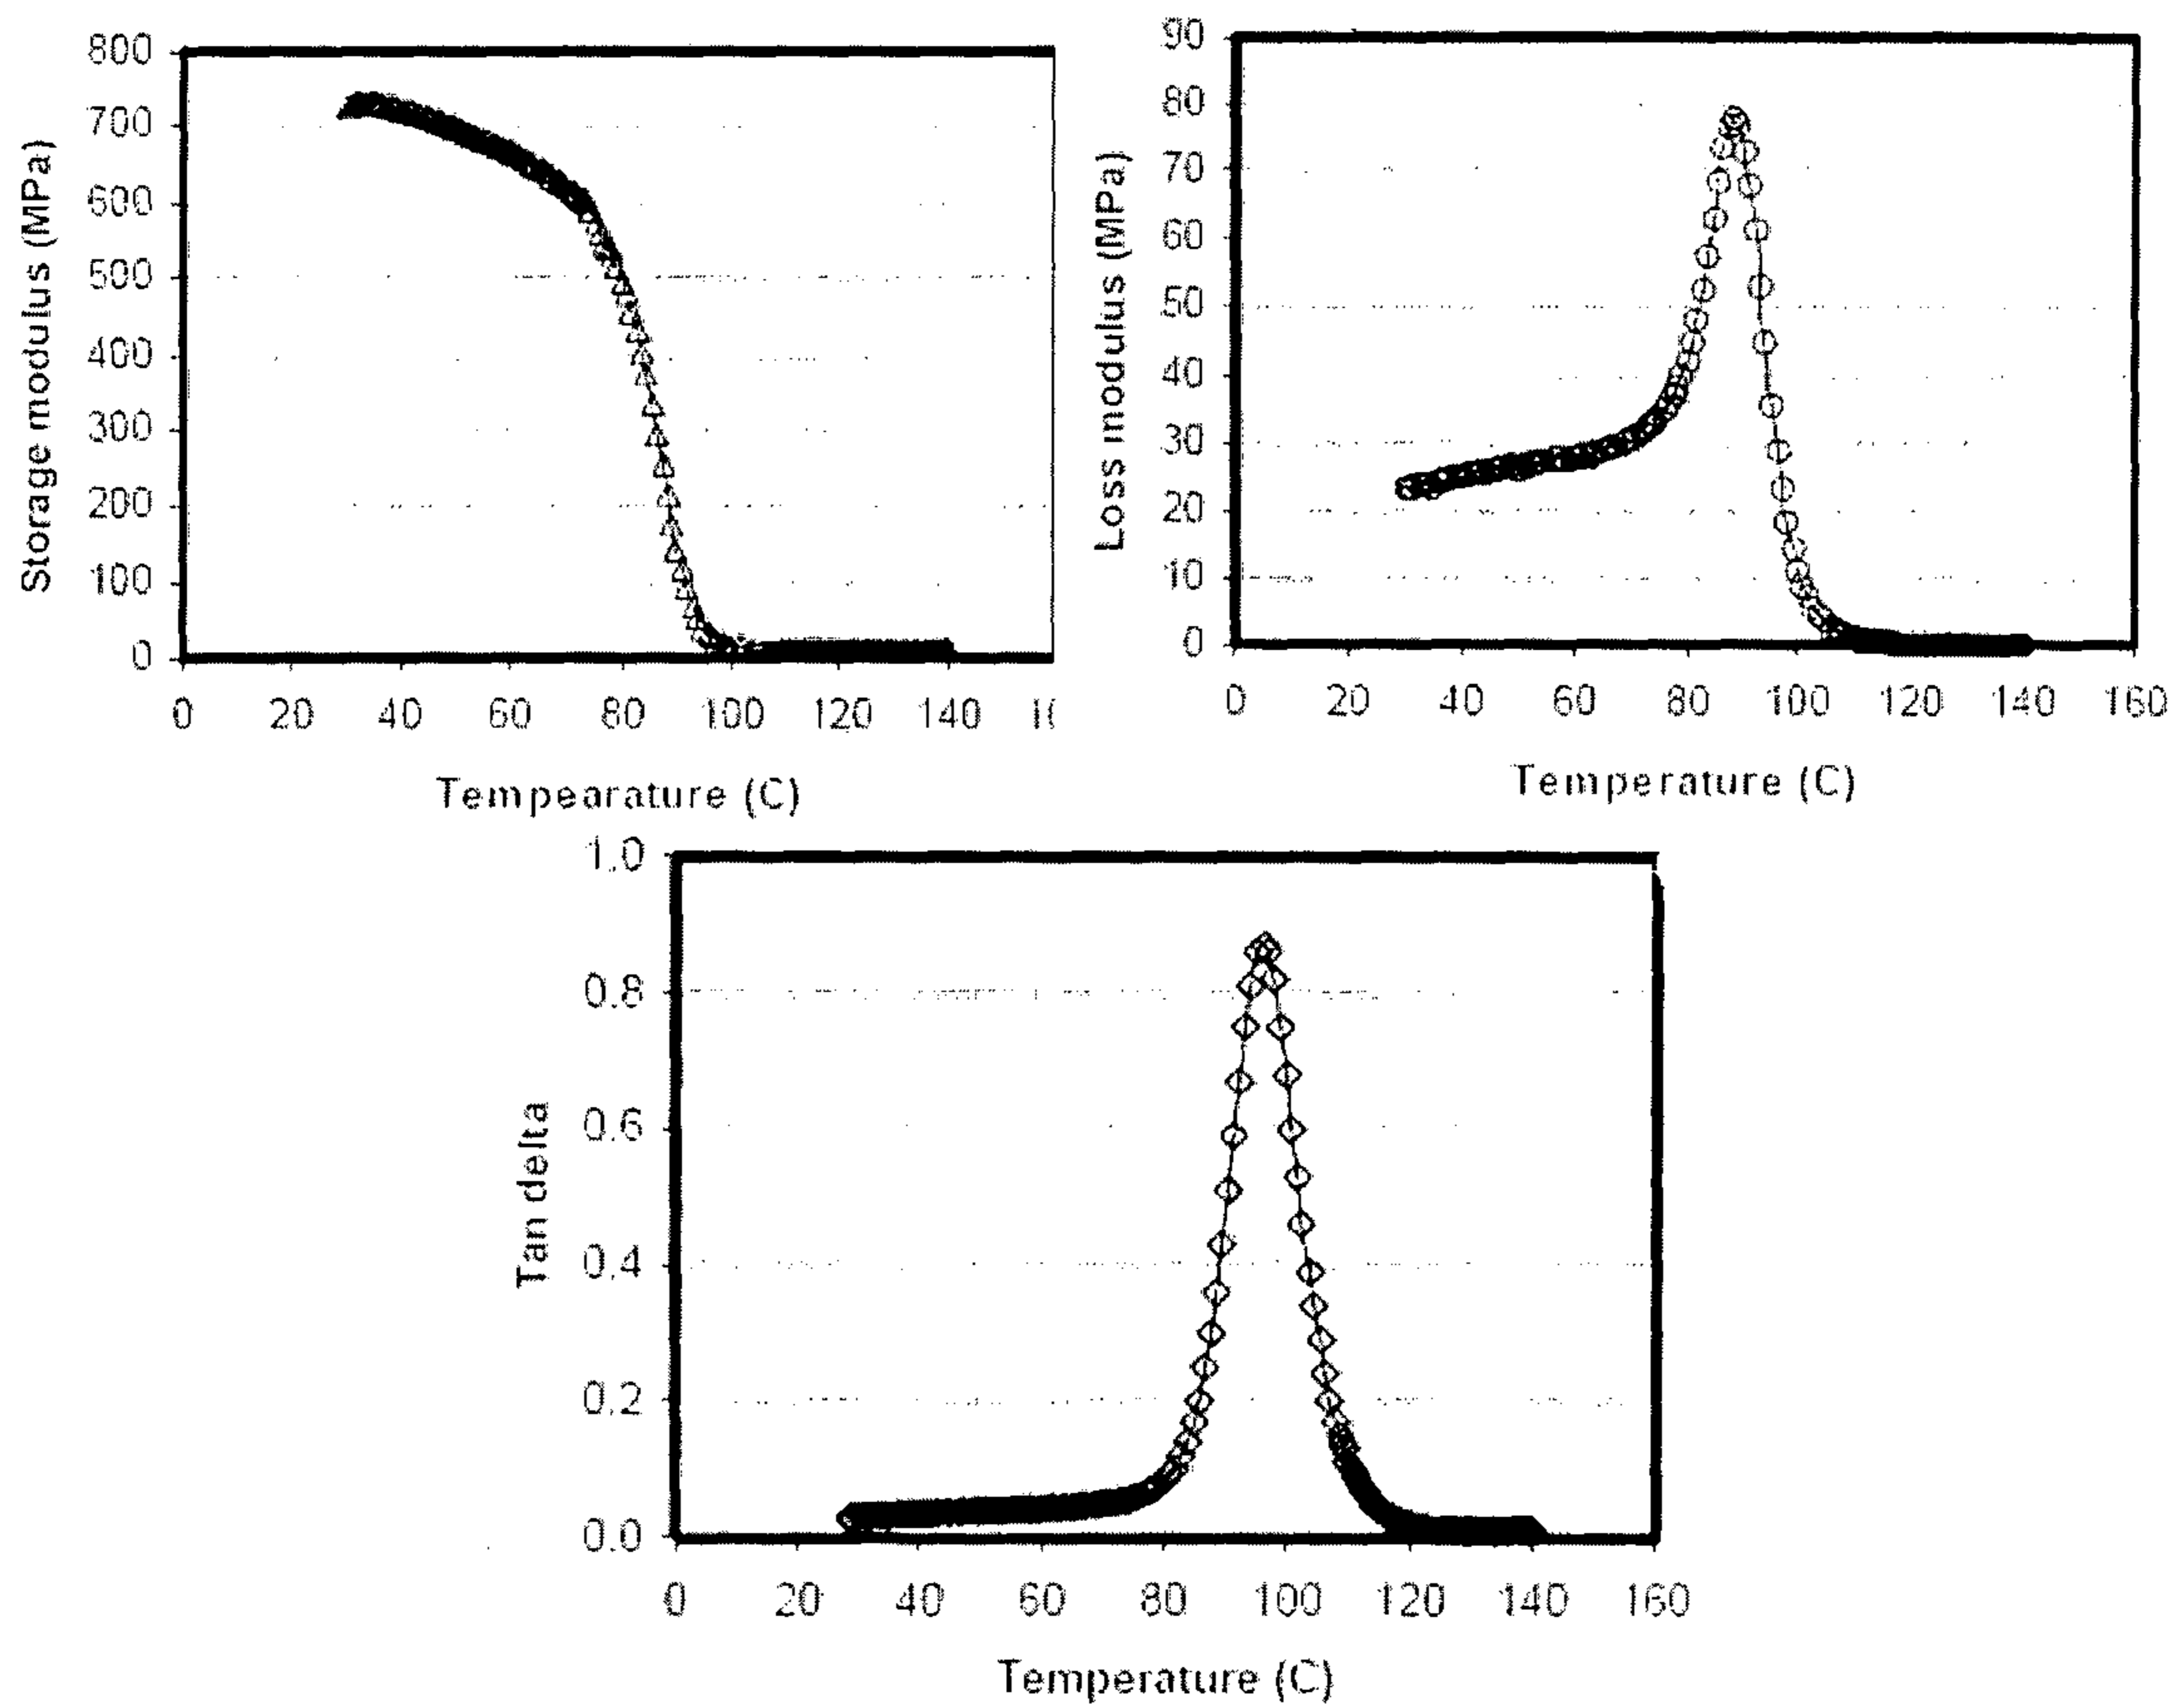 Storage modulus (MPa)
800
700
600
500
400
300
200
100
0
0 20 40 60 80 100 120 140
Tempearature (C)
Loss modulus (MPa)
90
80
70
60
50
40
30
20
10
0
0 20 40 60 80 100 120 140 160
Temperature (C)
Tan delta
1.0
0.8
0.6
0.4
0.2
0.0
0 20 40 60 80 100 120 140 160
Temperature (C)